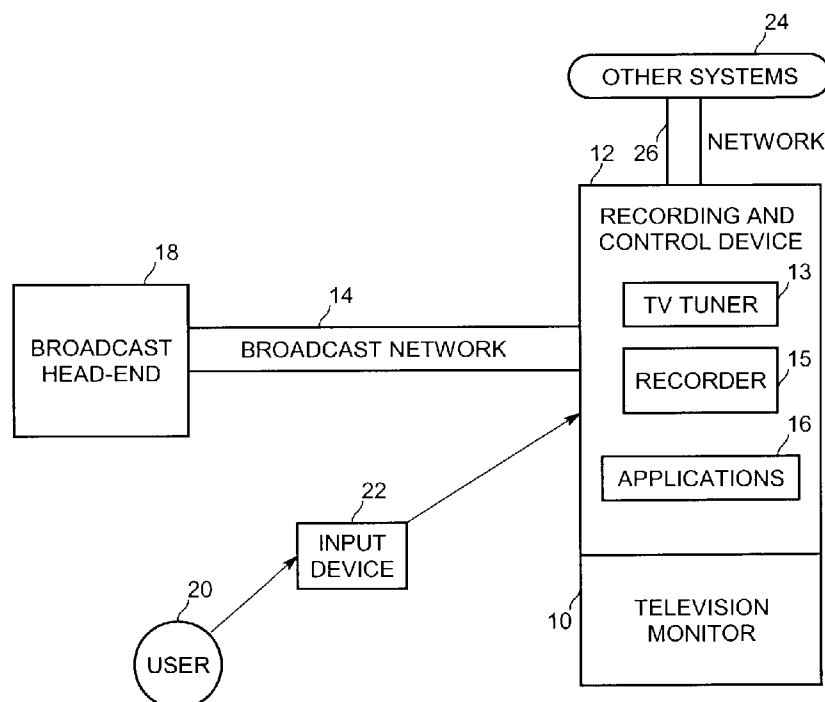 24
OTHER SYSTEMS
26
NETWORK
12
RECORDING AND
CONTROL DEVICE
13
TV TUNER
18
14
BROADCAST
HEAD-END
BROADCAST NETWORK
RECORDER
15
16
APPLICATIONS
22
INPUT
DEVICE
20
USER
10
TELEVISION
MONITOR